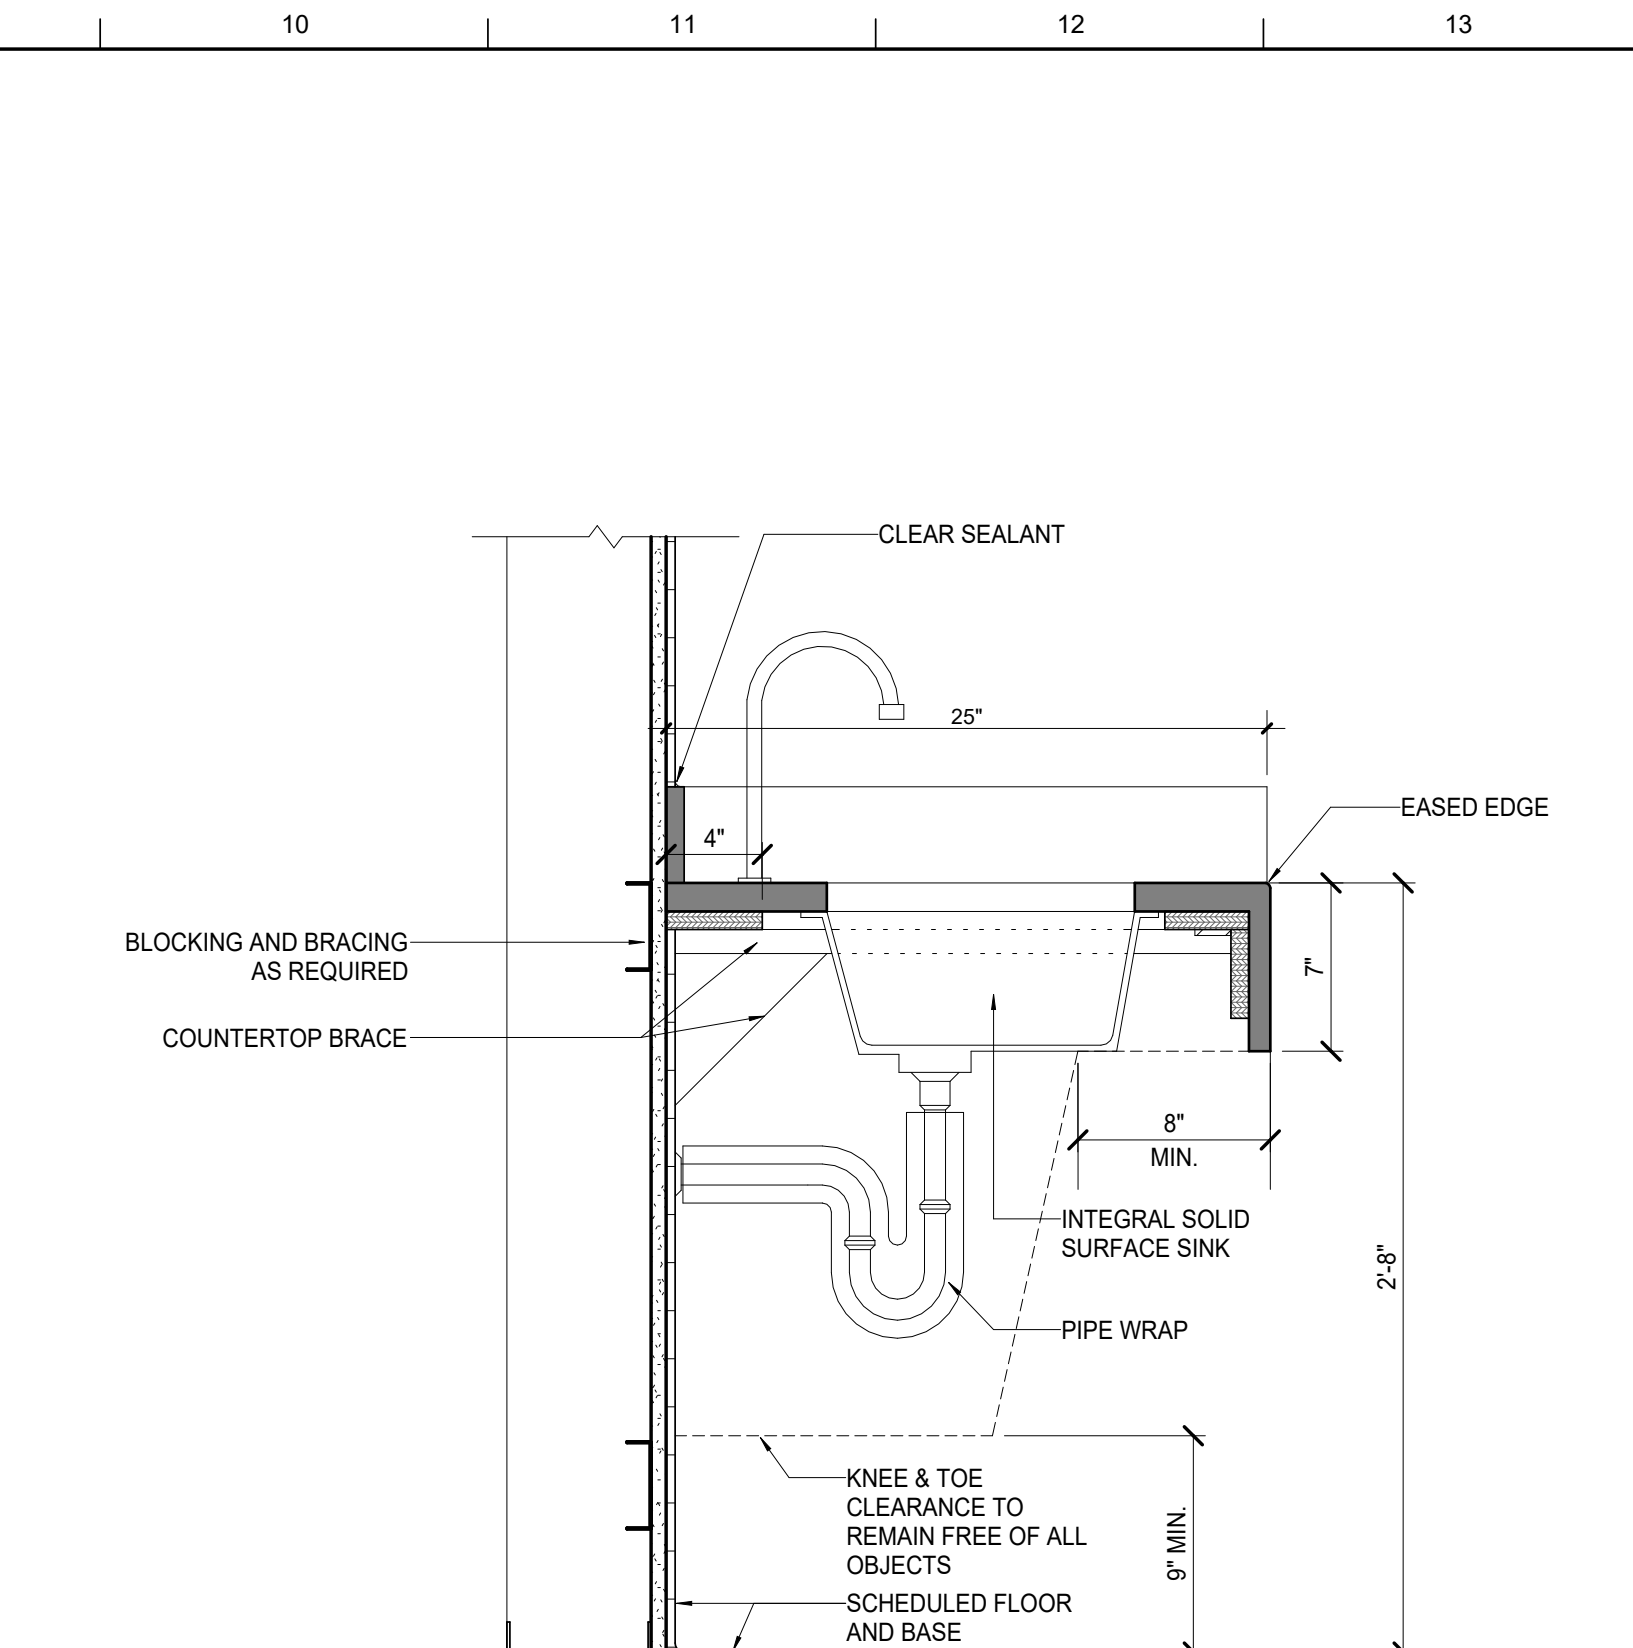 10 11 12 13
CLEAR SEALANT
25"
EASED EDGE
4"
BLOCKING AND BRACING
AS REQUIRED
7"
COUNTERTOP BRACE
8"
MIN.
INTEGRAL SOLID
SURFACE SINK
2'-8"
PIPE WRAP
KNEE & TOE
CLEARANCE TO
REMAIN FREE OF ALL
OBJECTS
9" MIN.
SCHEDULED FLOOR
AND BASE